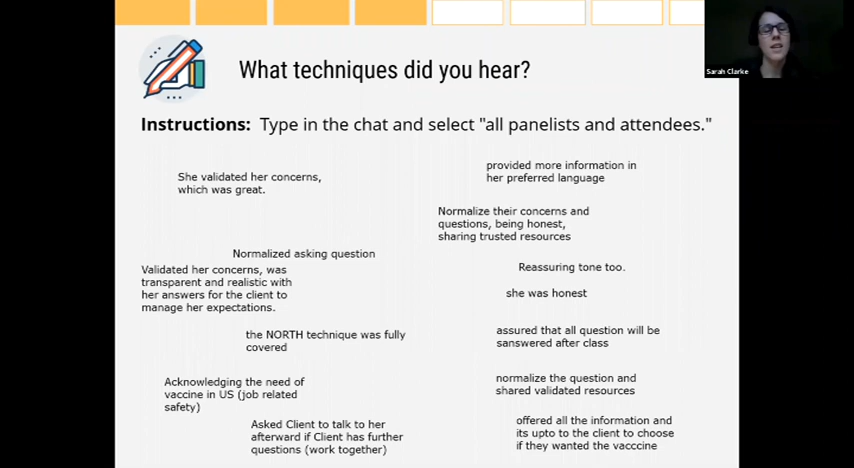 Sarah Clarke
What techniques did you hear?
Instructions: Type in the chat and select "all panelists and attendees."
She validated her concerns,
which was great.
provided more information in
her preferred language
Normalize their concerns and
questions, being honest,
sharing trusted resources
Normalized asking question
Validated her concerns, was
transparent and realistic with
her answers for the client to
manage her expectations.
Reassuring tone too.
she was honest
the NORTH technique was fully
covered
assured that all question will be
sanswered after class
Acknowledging the need of
vaccine in US (job related
safety)
normalize the question and
shared validated resources
Asked Client to talk to her
afterward if Client has further
questions (work together)
offered all the information and
its upto to the client to choose
if they wanted the vacccine